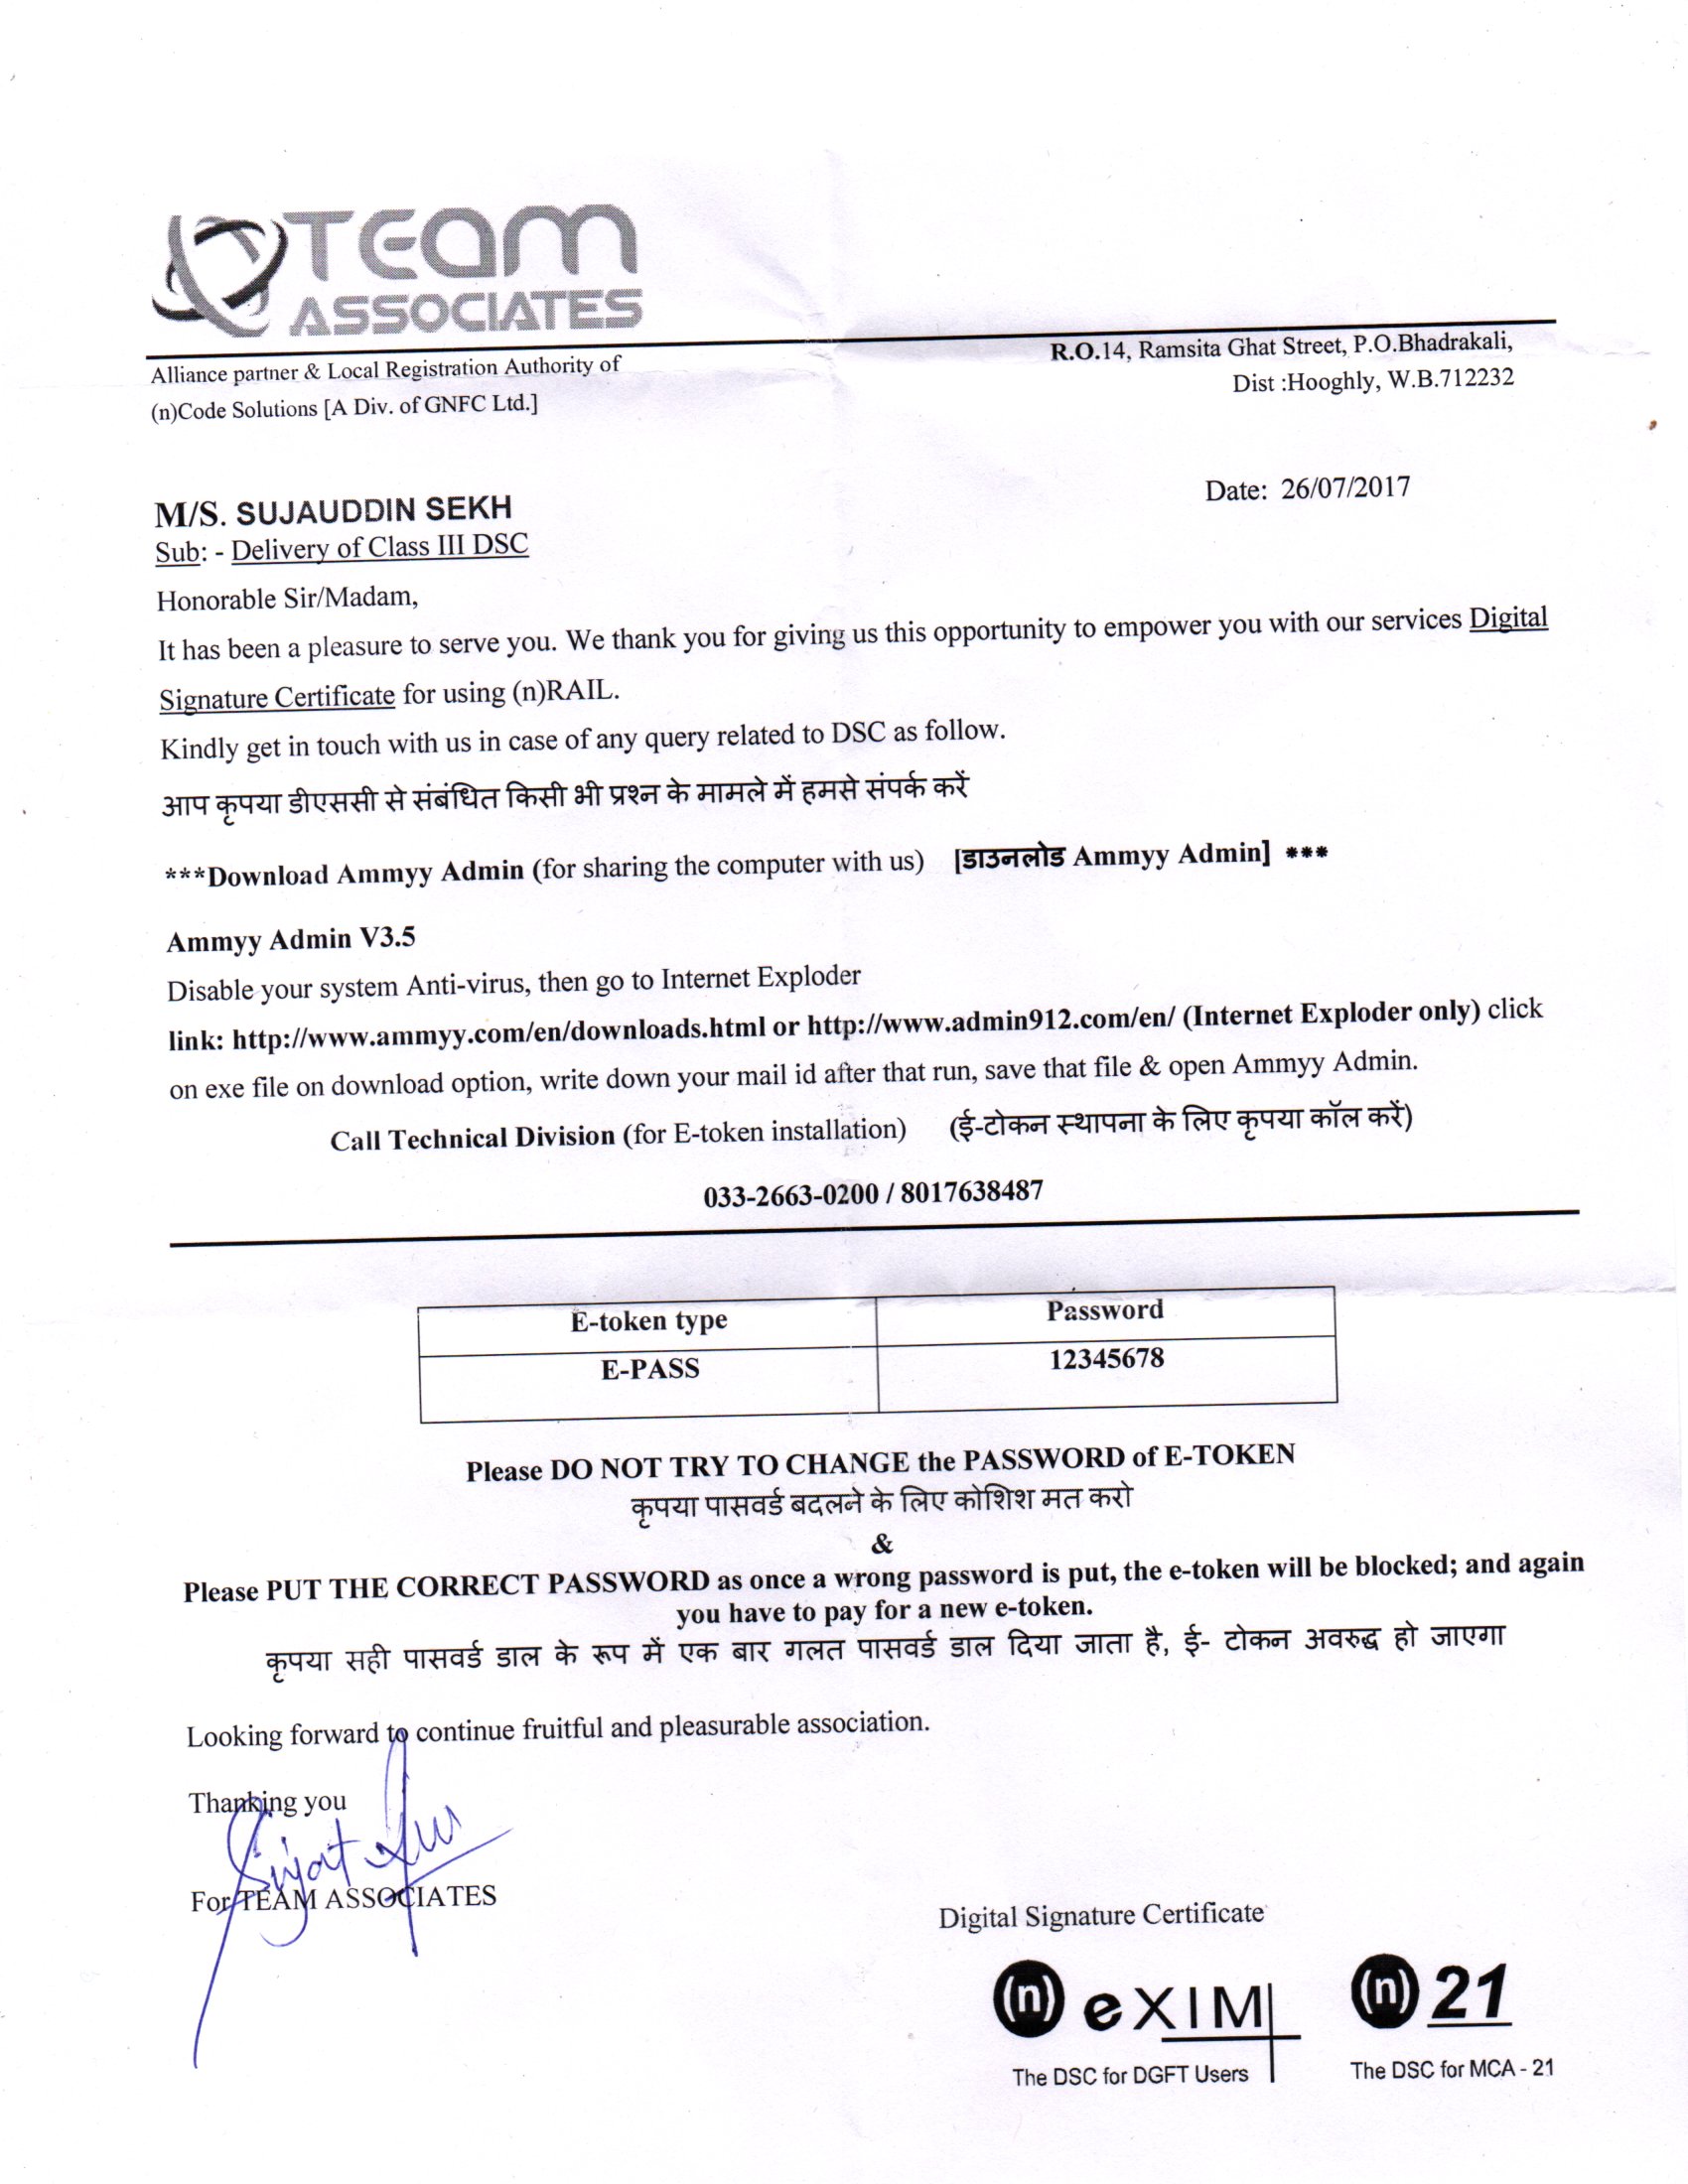 TEAM
ASSOCIATES
Alliance partner & Local Registration Authority of
(n)Code Solutions [A Div. of GNFC Ltd.]
R.O.14, Ramsita Ghat Street, P.O.Bhadrakali,
Dist :Hooghly, W.B.712232
Date: 26/07/2017
M/S. SUJAUDDIN SEKH
Sub: - Delivery of Class III DSC
Honorable Sir/Madam,
It has been a pleasure to serve you. We thank you for giving us this opportunity to empower you with our services Digital
Signature Certificate for using (n)RAIL.
Kindly get in touch with us in case of any query related to DSC as follow.
आप कृपया डीएससी से संबंधित किसी भी प्रश्न के मामले में हमसे संपर्क करें
***Download Ammyy Admin (for sharing the computer with us) [डाउनलोड Ammyy Admin] ***
Ammyy Admin V3.5
Disable your system Anti-virus, then go to Internet Exploder
link: http://www.ammyy.com/en/downloads.html or http://www.admin912.com/en/ (Internet Exploder only) click
on exe file on download option, write down your mail id after that run, save that file & open Ammyy Admin.
Call Technical Division (for E-token installation) (ई-टोकन स्थापना के लिए कृपया कॉल करें)
033-2663-0200 / 8017638487
E-token type Password
E-PASS 12345678
Please DO NOT TRY TO CHANGE the PASSWORD of E-TOKEN
कृपया पासवर्ड बदलने के लिए कोशिश मत करो
&
Please PUT THE CORRECT PASSWORD as once a wrong password is put, the e-token will be blocked; and again
you have to pay for a new e-token.
कृपया सही पासवर्ड डाल के रूप में एक बार गलत पासवर्ड डाल दिया जाता है, ई- टोकन अवरुद्ध हो जाएगा
Looking forward to continue fruitful and pleasurable association.
Thanking you
For TEAM ASSOCIATES
Digital Signature Certificate
(n) eXIM
The DSC for DGFT Users
(n) 21
The DSC for MCA - 21